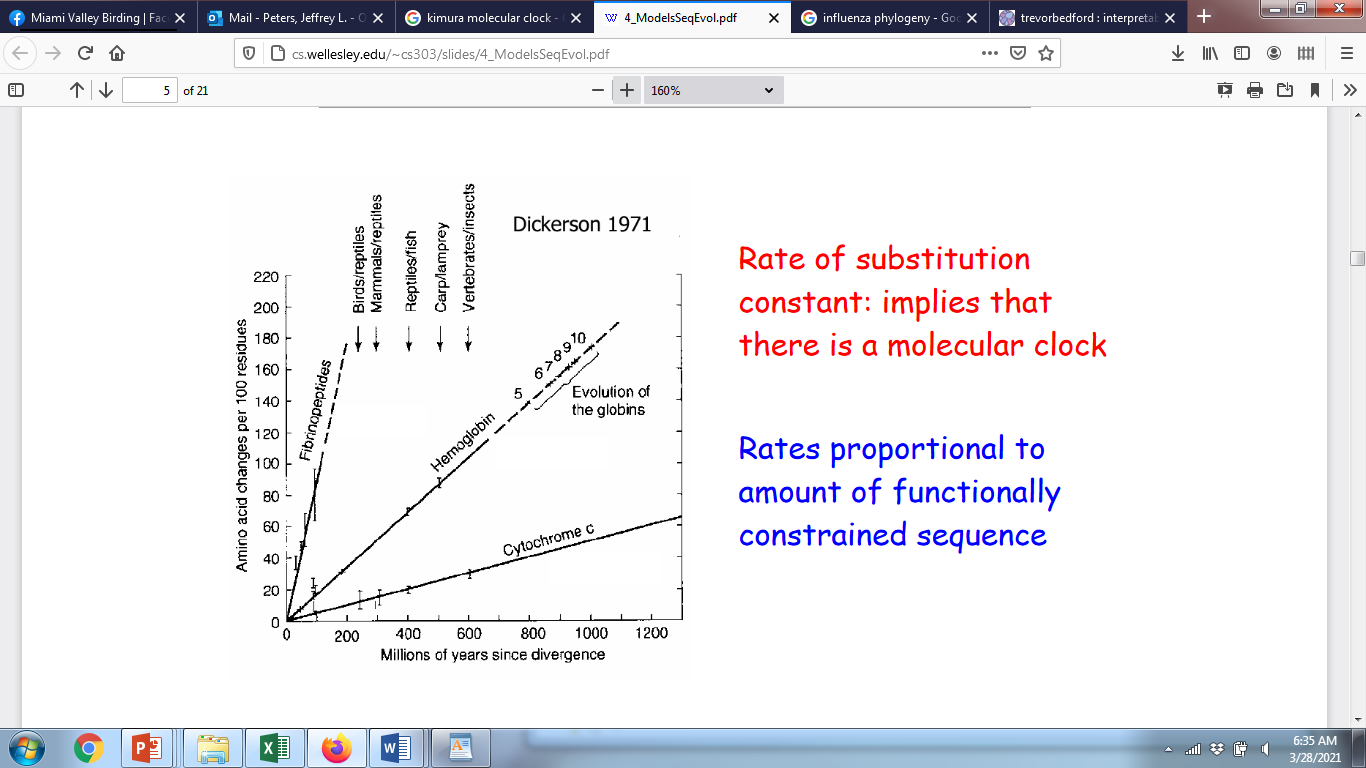 Miami Valley Birding | Fac
Mail - Peters, Jeffrey L. - O
kimura molecular clock -
4_ModelsSeqEvol.pdf
influenza phylogeny - Goo
trevorbedford : interpretab
cs.wellesley.edu/~cs303/slides/4_ModelsSeqEvol.pdf
5 of 21
160%
Dickerson 1971
Birds/reptiles
Mammals/reptiles
Reptiles/fish
Carp/lamprey
Vertebrates/insects
Amino acid changes per 100 residues
220
200
180
160
140
120
100
80
60
40
20
0
Fibrinopeptides
Hemoglobin
Cytochrome c
5
6 7 8 9 10
Evolution of
the globins
0 200 400 600 800 1000 1200
Millions of years since divergence
Rate of substitution
constant: implies that
there is a molecular clock
Rates proportional to
amount of functionally
constrained sequence
6:35 AM
3/28/2021